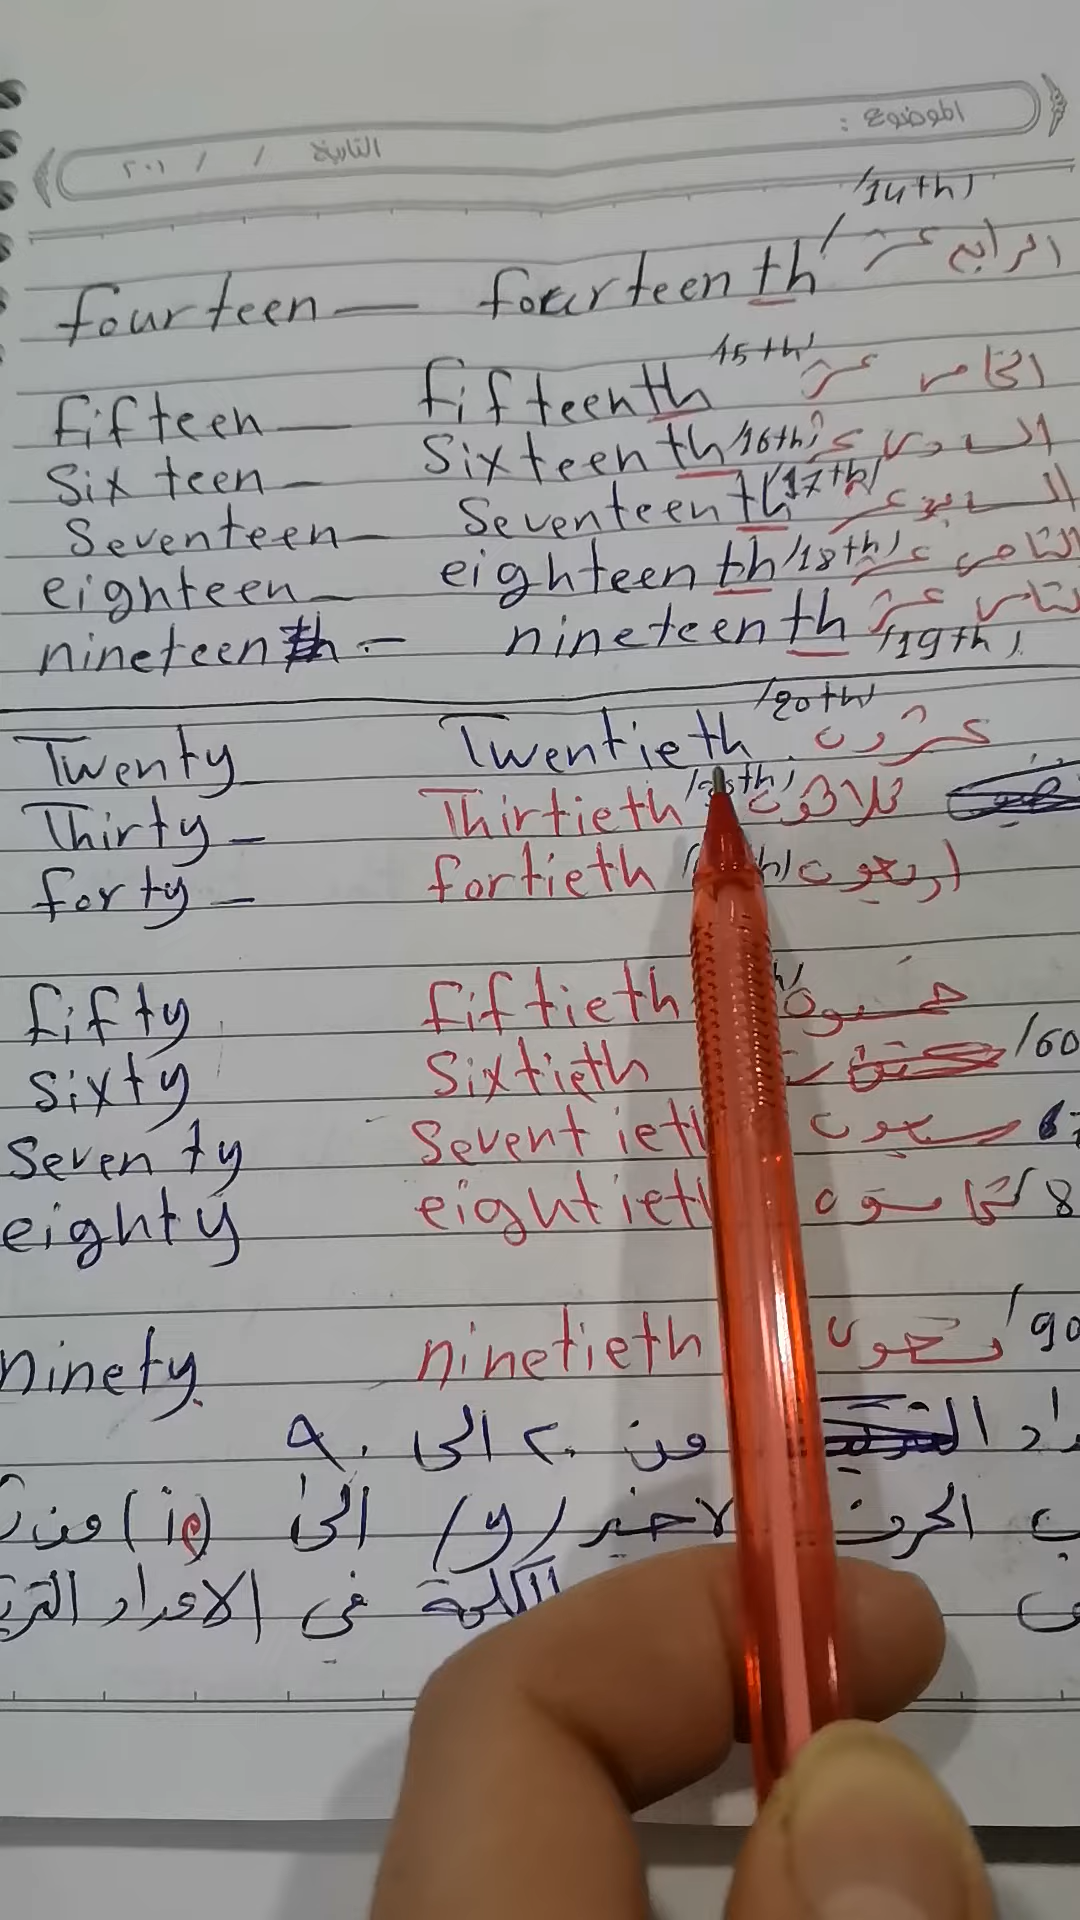 الموضوع :
التاريخ / / ٢٠١
/14th/
fourteen — fourteenth / الرابع عشر
fifteen — fifteenth 15th/ الخامس عشر
Sixteen — Sixteenth /16th/ السادس عشر
Seventeen — Seventeenth /17th/ السابع عشر
eighteen — eighteenth /18th/ الثامن عشر
nineteen — nineteenth التاسع عشر
/19th/
Twenty Twentieth /20th/ عشرون
Thirty — Thirtieth ثلاثون
forty — fortieth اربعون
fifty fiftieth خمسون
Sixty Sixtieth /60
Seventy Seventieth سبعون
eighty eightieth ثمانون /8
ninety ninetieth تسعون /90
من ٢٠ الى ٩٠
الحرف الاخير /y/ الى (ie) من
الكلمة في الاعداد